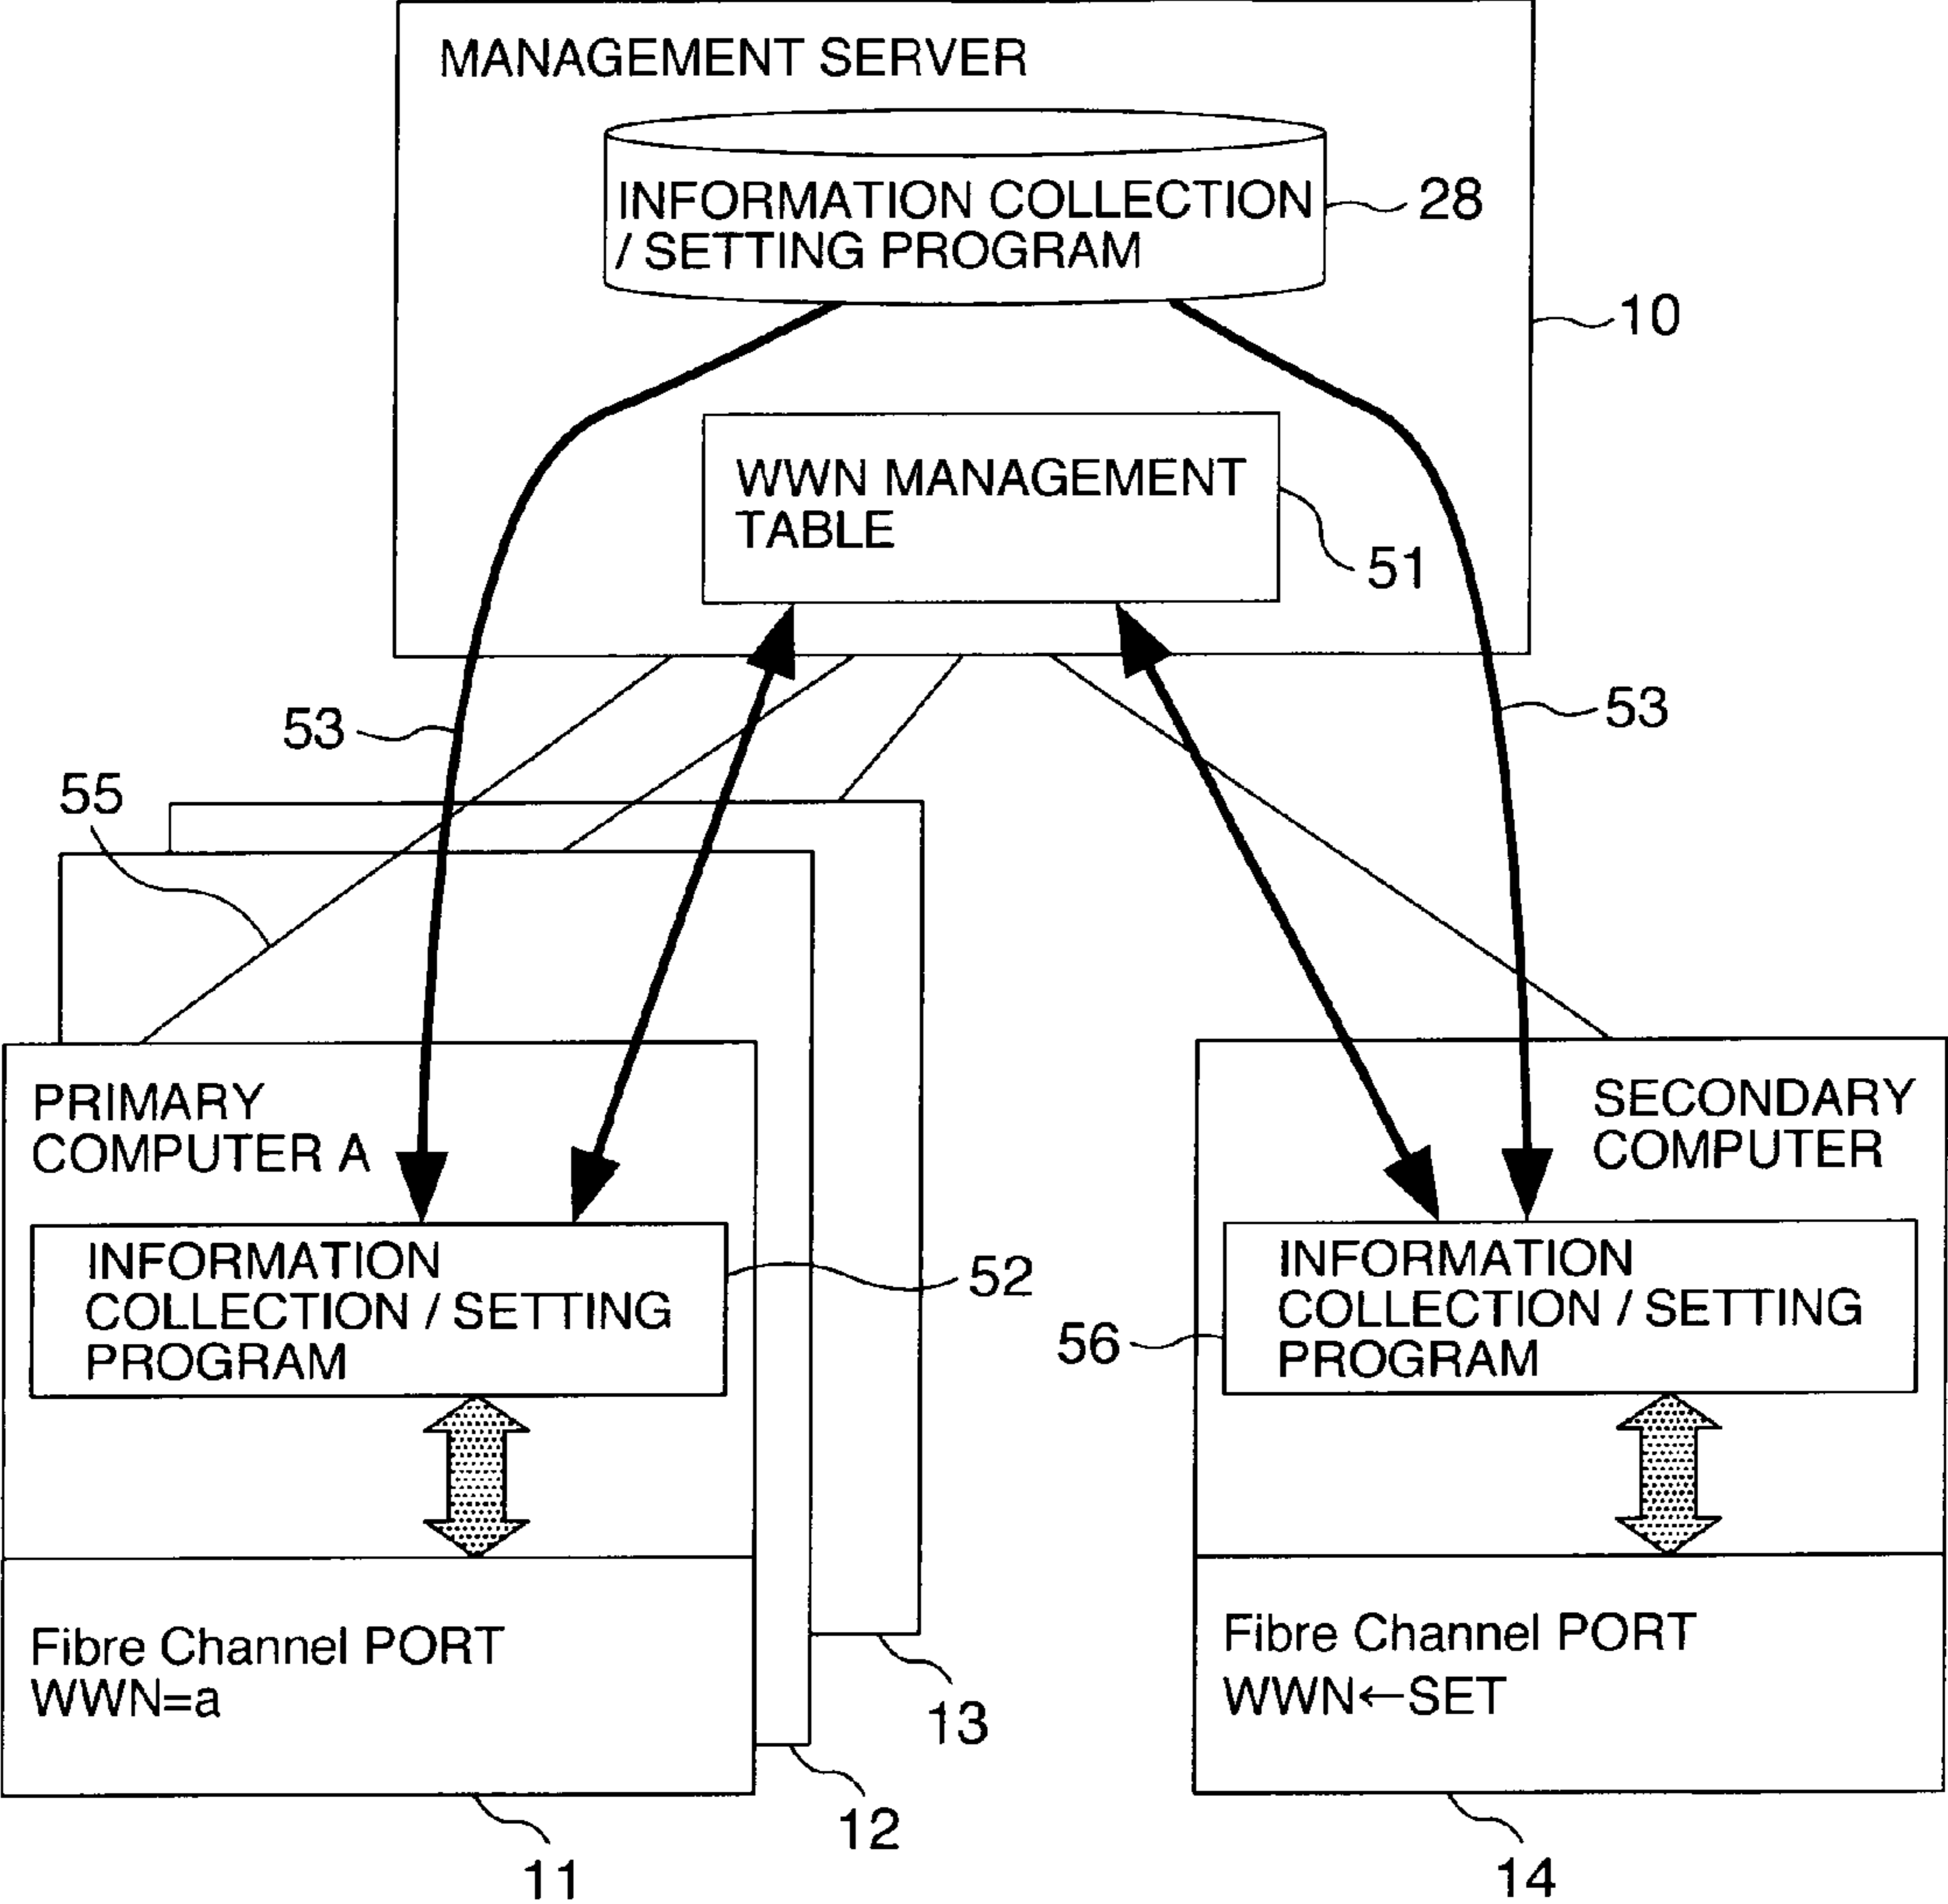 MANAGEMENT SERVER
INFORMATION COLLECTION
/ SETTING PROGRAM
28
10
WWN MANAGEMENT
TABLE
51
53
53
55
PRIMARY
COMPUTER A
SECONDARY
COMPUTER
INFORMATION
COLLECTION / SETTING
PROGRAM
52
INFORMATION
COLLECTION / SETTING
PROGRAM
56
Fibre Channel PORT
WWN=a
Fibre Channel PORT
WWN←SET
13
12
11
14